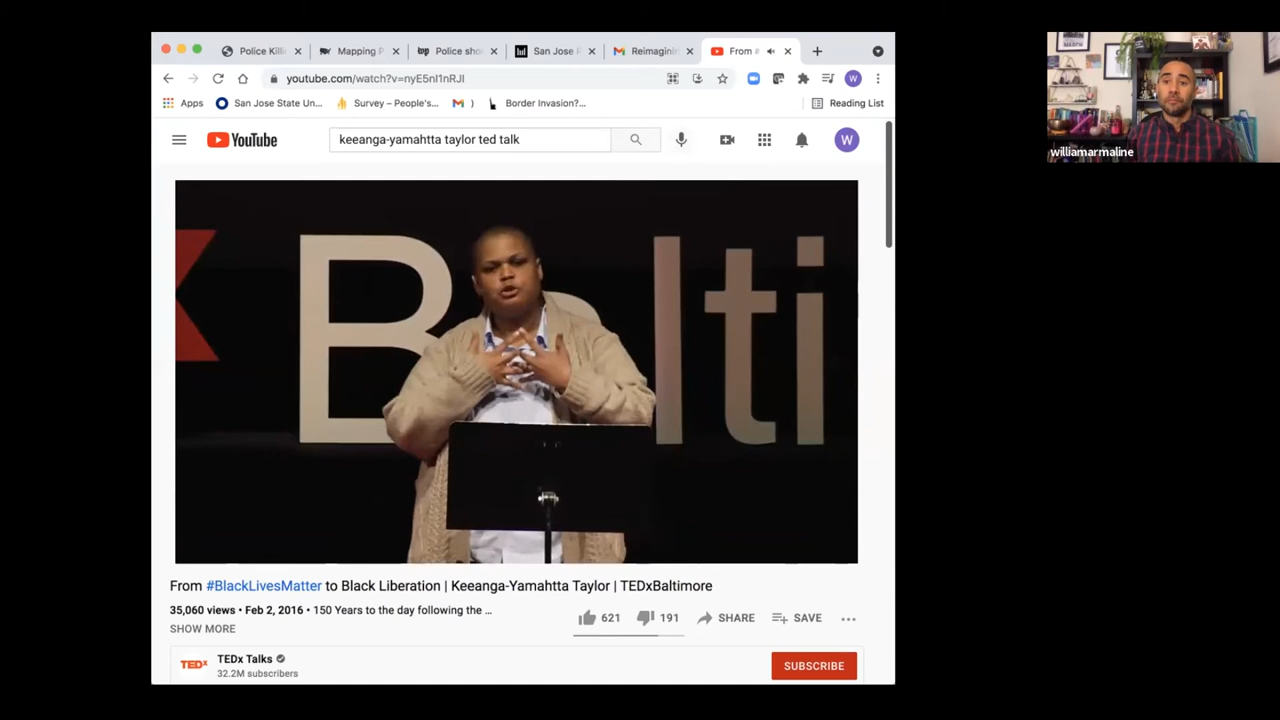 Police Killi
Mapping P
Police sho
San Jose P
Reimaginin
From #
youtube.com/watch?v=nyE5nI1nRJI
Apps
San Jose State Un...
Survey – People's...
)
Border Invasion?...
Reading List
YouTube
keeanga-yamahtta taylor ted talk
W
williamarmaline
B lti
From #BlackLivesMatter to Black Liberation | Keeanga-Yamahtta Taylor | TEDxBaltimore
35,060 views • Feb 2, 2016 • 150 Years to the day following the ...
621
191
SHARE
SAVE
SHOW MORE
TEDx
TEDx Talks
32.2M subscribers
SUBSCRIBE